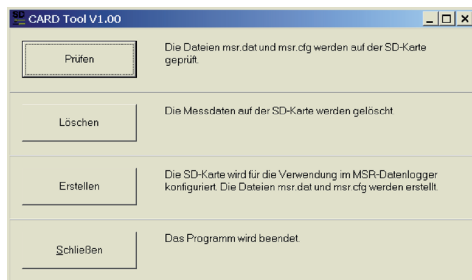 SD
CARD Tool V1.00
Prüfen
Die Dateien msr.dat und msr.cfg werden auf der SD-Karte
geprüft.
Löschen
Die Messdaten auf der SD-Karte werden gelöscht.
Erstellen
Die SD-Karte wird für die Verwendung im MSR-Datenlogger
konfiguriert. Die Dateien msr.dat und msr.cfg werden erstellt.
Schließen
Das Programm wird beendet.